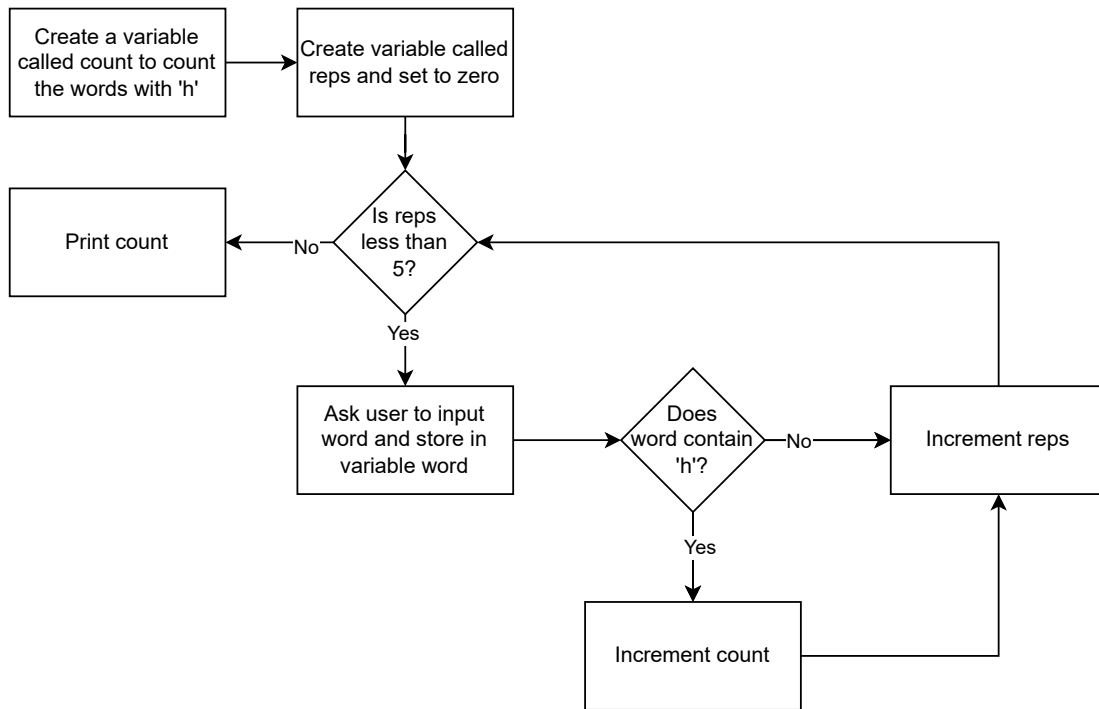 Create a variable
called count to count
the words with 'h'
Create variable called
reps and set to zero
Is reps
less than
5?
No
Print count
Yes
Ask user to input
word and store in
variable word
Does
word contain
'h'?
No
Increment reps
Yes
Increment count